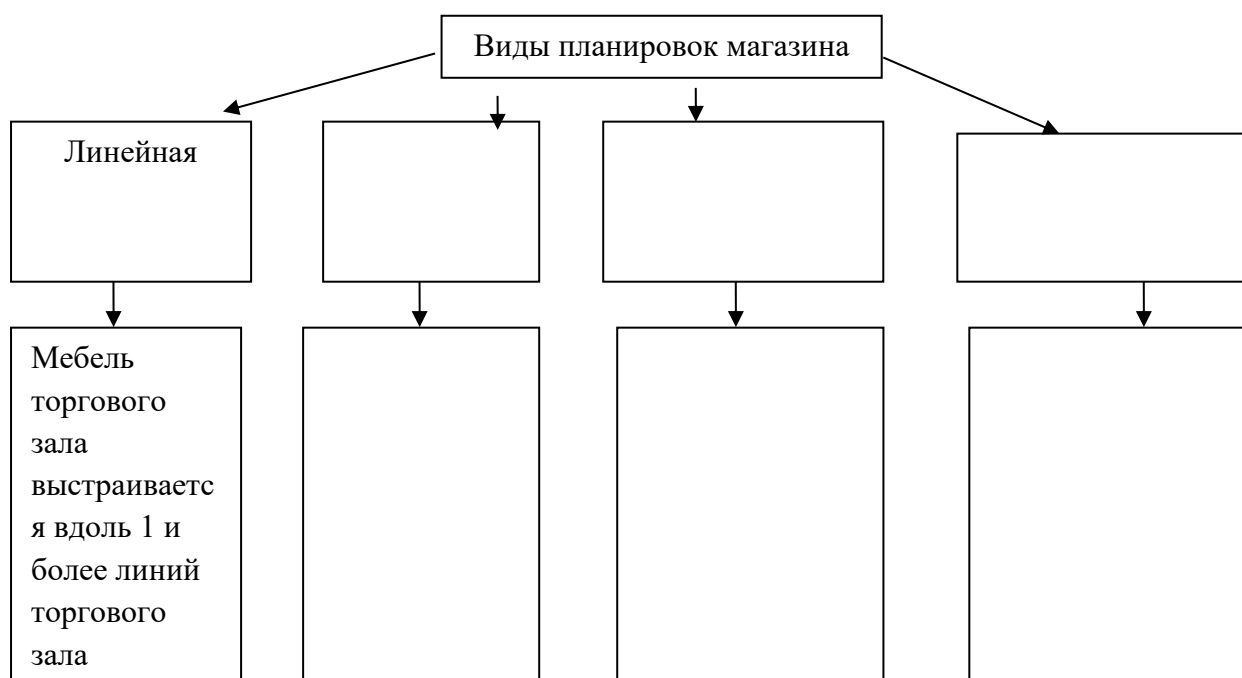 Виды планировок магазина
Линейная
Мебель
торгового
зала
выстраиваетс
я вдоль 1 и
более линий
торгового
зала